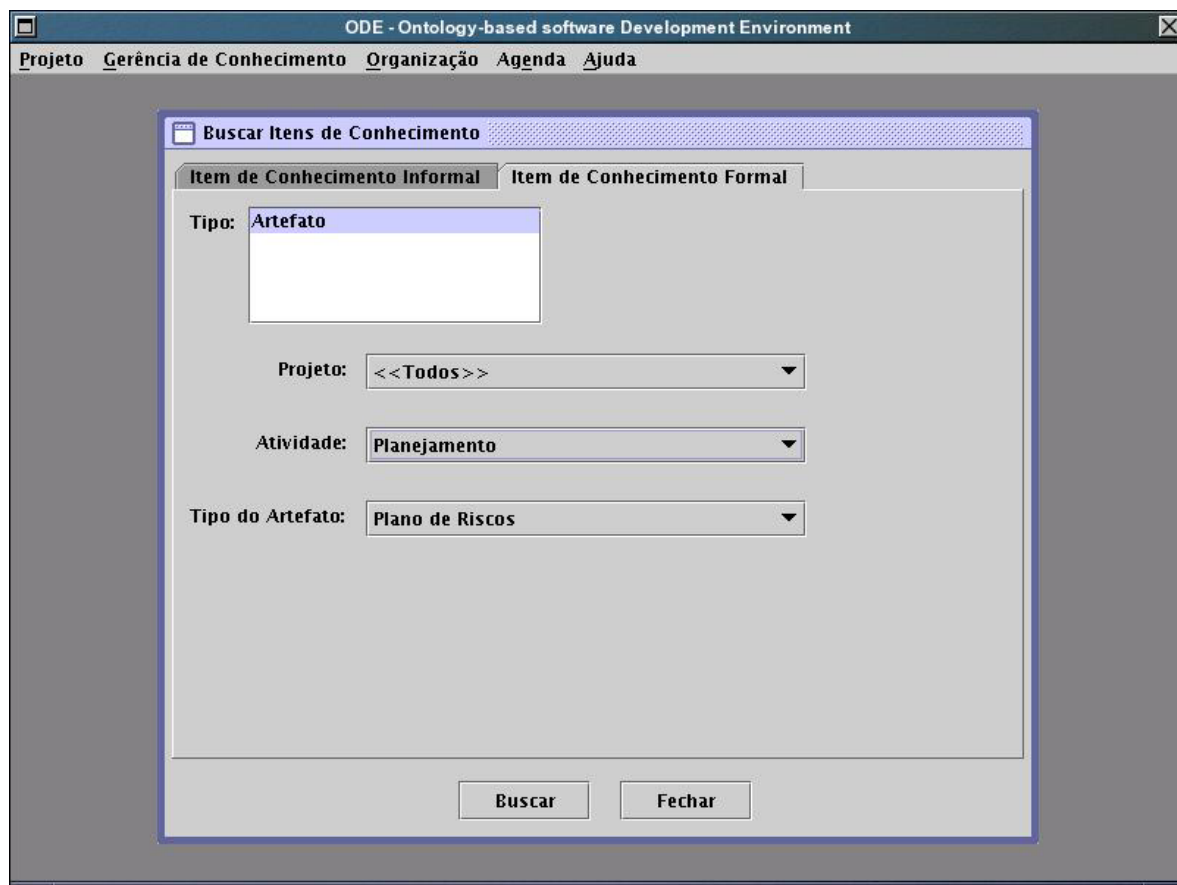 ODE - Ontology-based software Development Environment
Projeto Gerência de Conhecimento Organização Agenda Ajuda
Buscar Itens de Conhecimento
Item de Conhecimento Informal Item de Conhecimento Formal
Tipo: Artefato
Projeto: <<Todos>>
Atividade: Planejamento
Tipo do Artefato: Plano de Riscos
Buscar Fechar